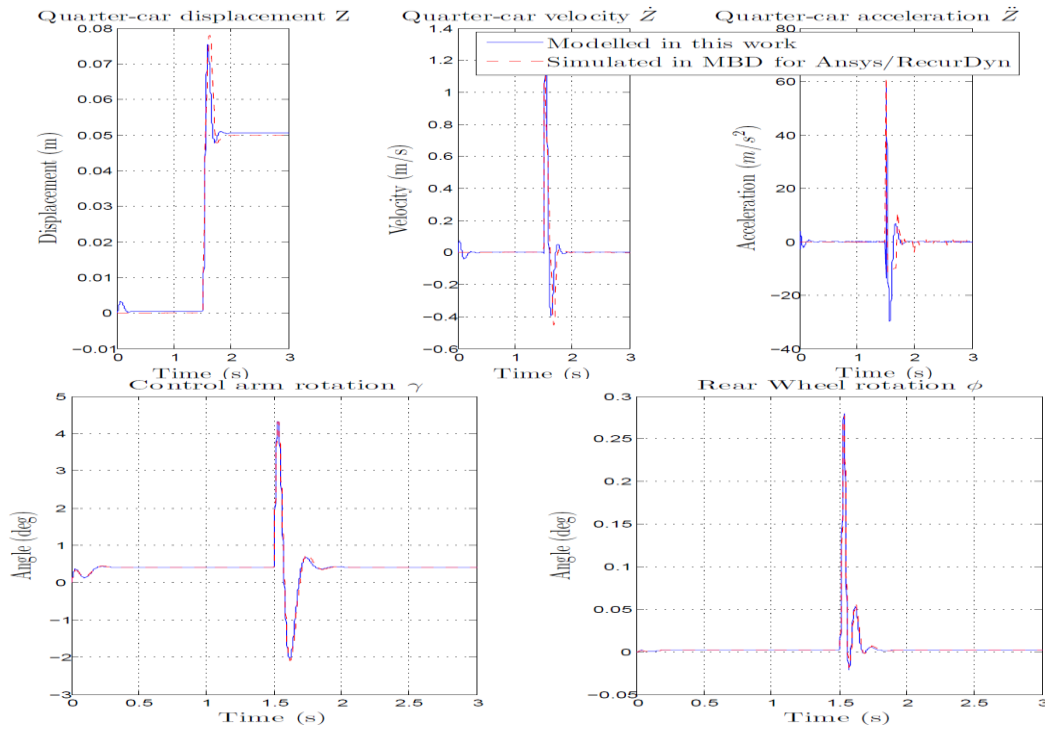 Quarter-car displacement Z
Quarter-car velocity Ż
Quarter-car acceleration Z̈
Modelled in this work
Simulated in MBD for Ansys/RecurDyn
0.08
0.07
0.06
0.05
0.04
0.03
0.02
0.01
0
−0.01
Displacement (m)
0 1 2 3
Time (s)
1.4
1.2
1
0.8
0.6
0.4
0.2
0
−0.2
−0.4
−0.6
Velocity (m/s)
0 1 2 3
Time (s)
80
60
40
20
0
−20
−40
Acceleration (m/s²)
0 1 2 3
Time (s)
Control arm rotation γ
5
4
3
2
1
0
−1
−2
−3
Angle (deg)
0 0.5 1 1.5 2 2.5 3
Time (s)
Rear Wheel rotation ϕ
0.3
0.25
0.2
0.15
0.1
0.05
0
−0.05
Angle (deg)
0 0.5 1 1.5 2 2.5 3
Time (s)